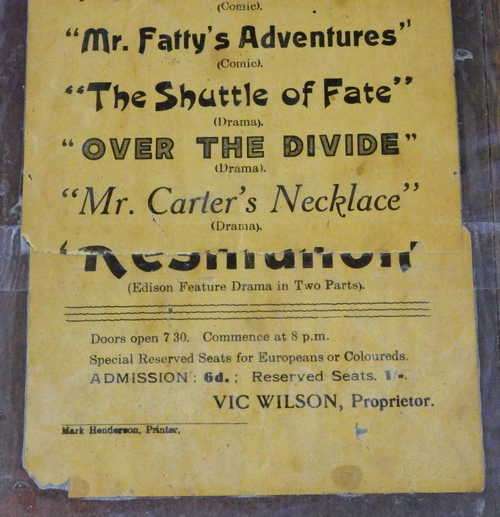 (Comic).
"Mr. Fatty's Adventures"
(Comic).
"The Shuttle of Fate"
(Drama).
"OVER THE DIVIDE"
(Drama).
"Mr. Carter's Necklace"
(Drama).
(Edison Feature Drama in Two Parts).
Doors open 7 30. Commence at 8 p.m.
Special Reserved Seats for Europeans or Coloureds.
ADMISSION : 6d. ; Reserved Seats. 1/-.
VIC WILSON, Proprietor.
Mark Henderson, Printer.